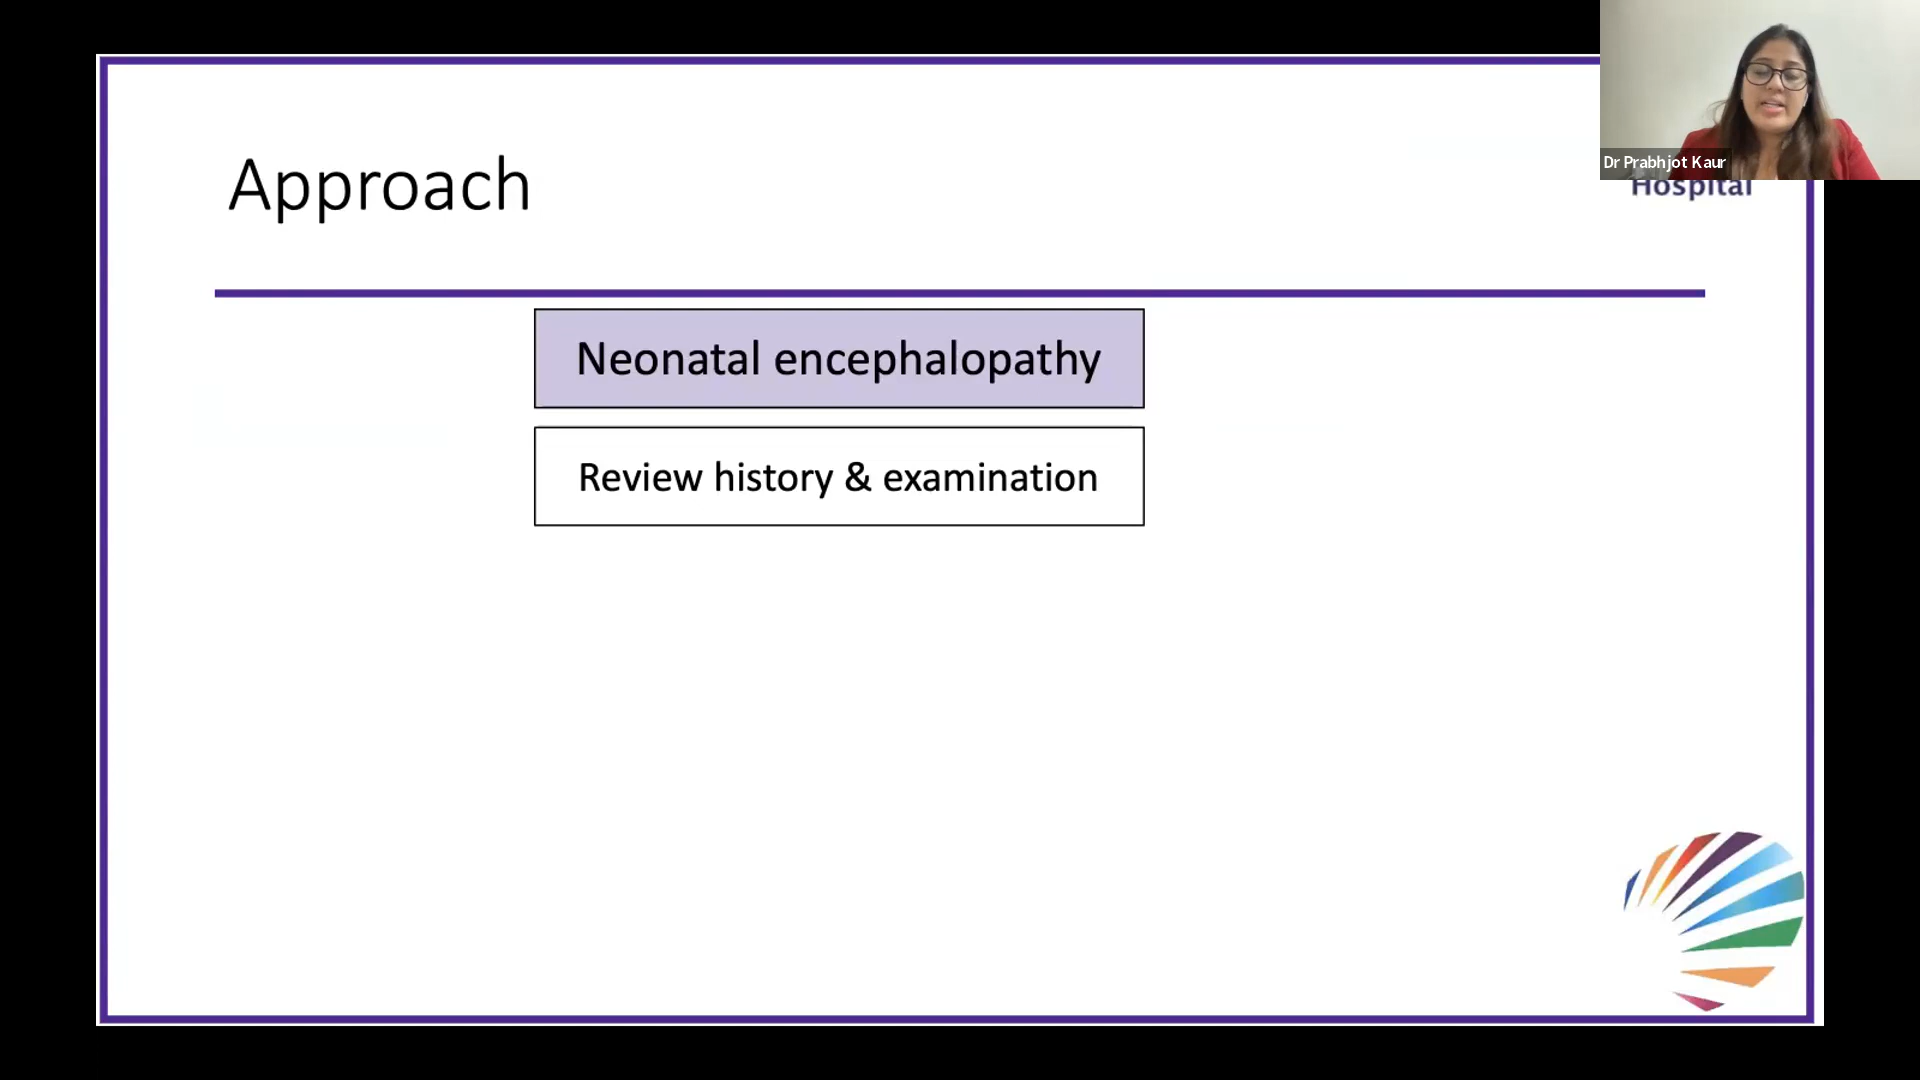 Dr Prabhjot Kaur
Hospital
Approach
Neonatal encephalopathy
Review history & examination